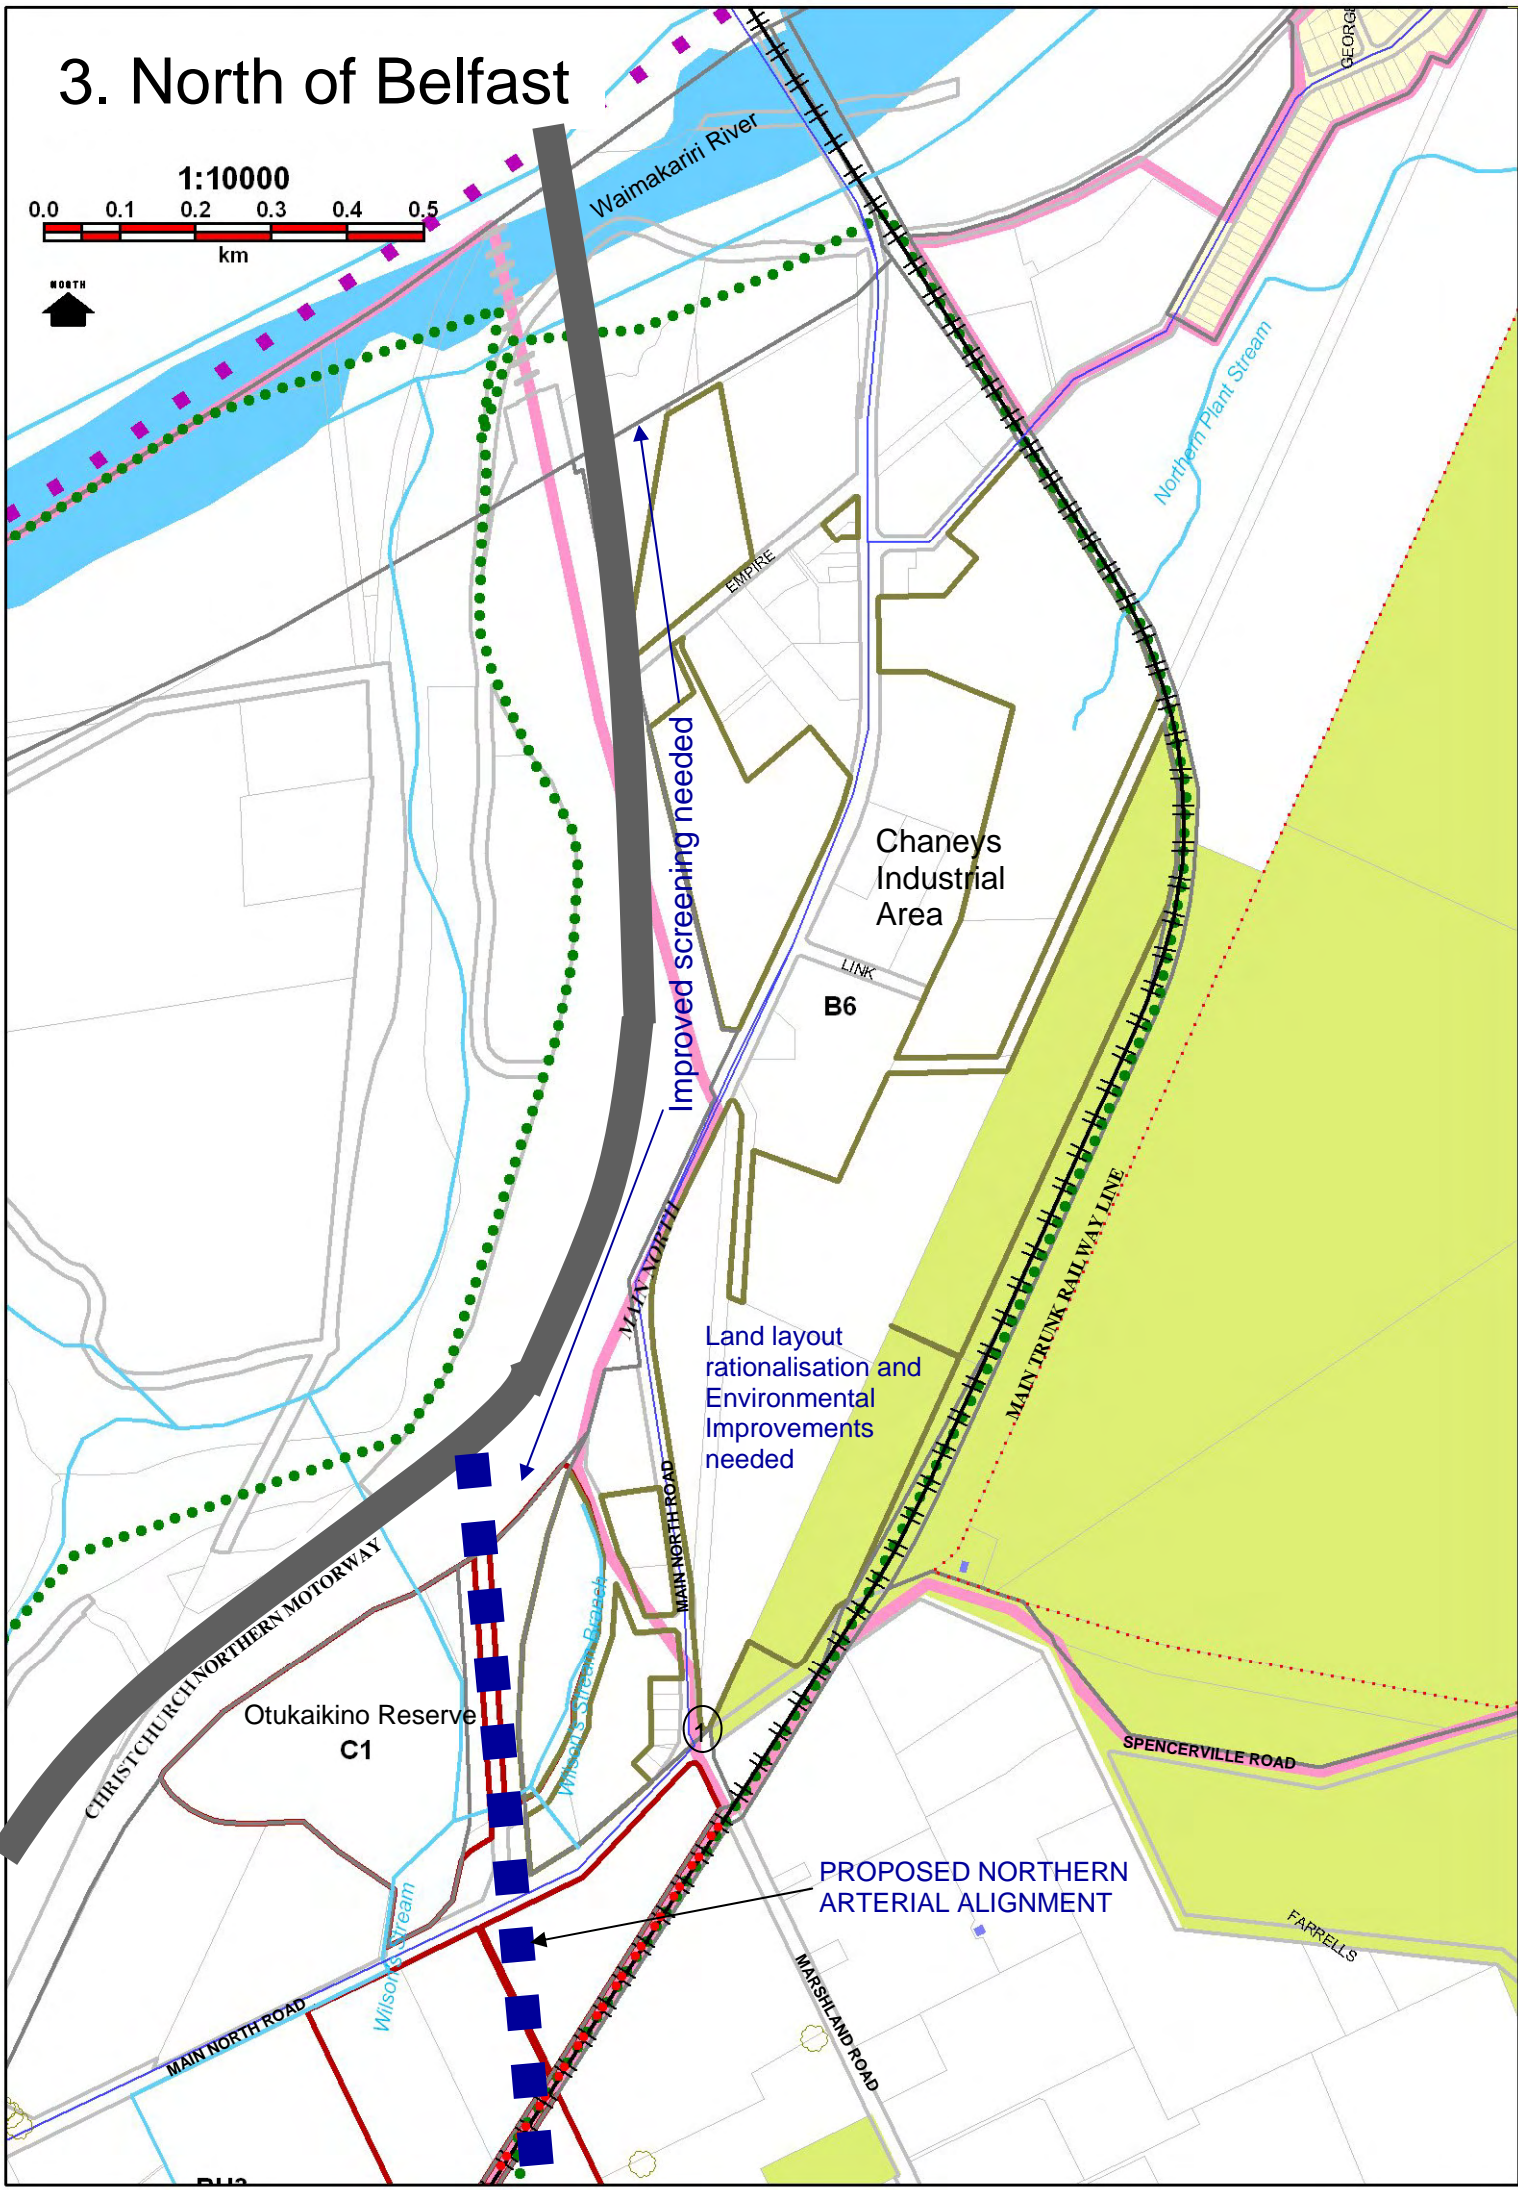 3. North of Belfast
GEORGE
1:10000
0.0 0.1 0.2 0.3 0.4 0.5
km
NORTH
Waimakariri River
Northern Plant Stream
EMPIRE
Improved screening needed
Chaneys
Industrial
Area
LINK
B6
MAIN NORTH
MAIN TRUNK RAILWAY LINE
Land layout
rationalisation and
Environmental
Improvements
needed
MAIN NORTH ROAD
CHRISTCHURCH NORTHERN MOTORWAY
Wilson's Stream Branch
Otukaikino Reserve
C1
1
SPENCERVILLE ROAD
PROPOSED NORTHERN
ARTERIAL ALIGNMENT
Wilson's Stream
FARRELLS
MAIN NORTH ROAD
MARSHLAND ROAD